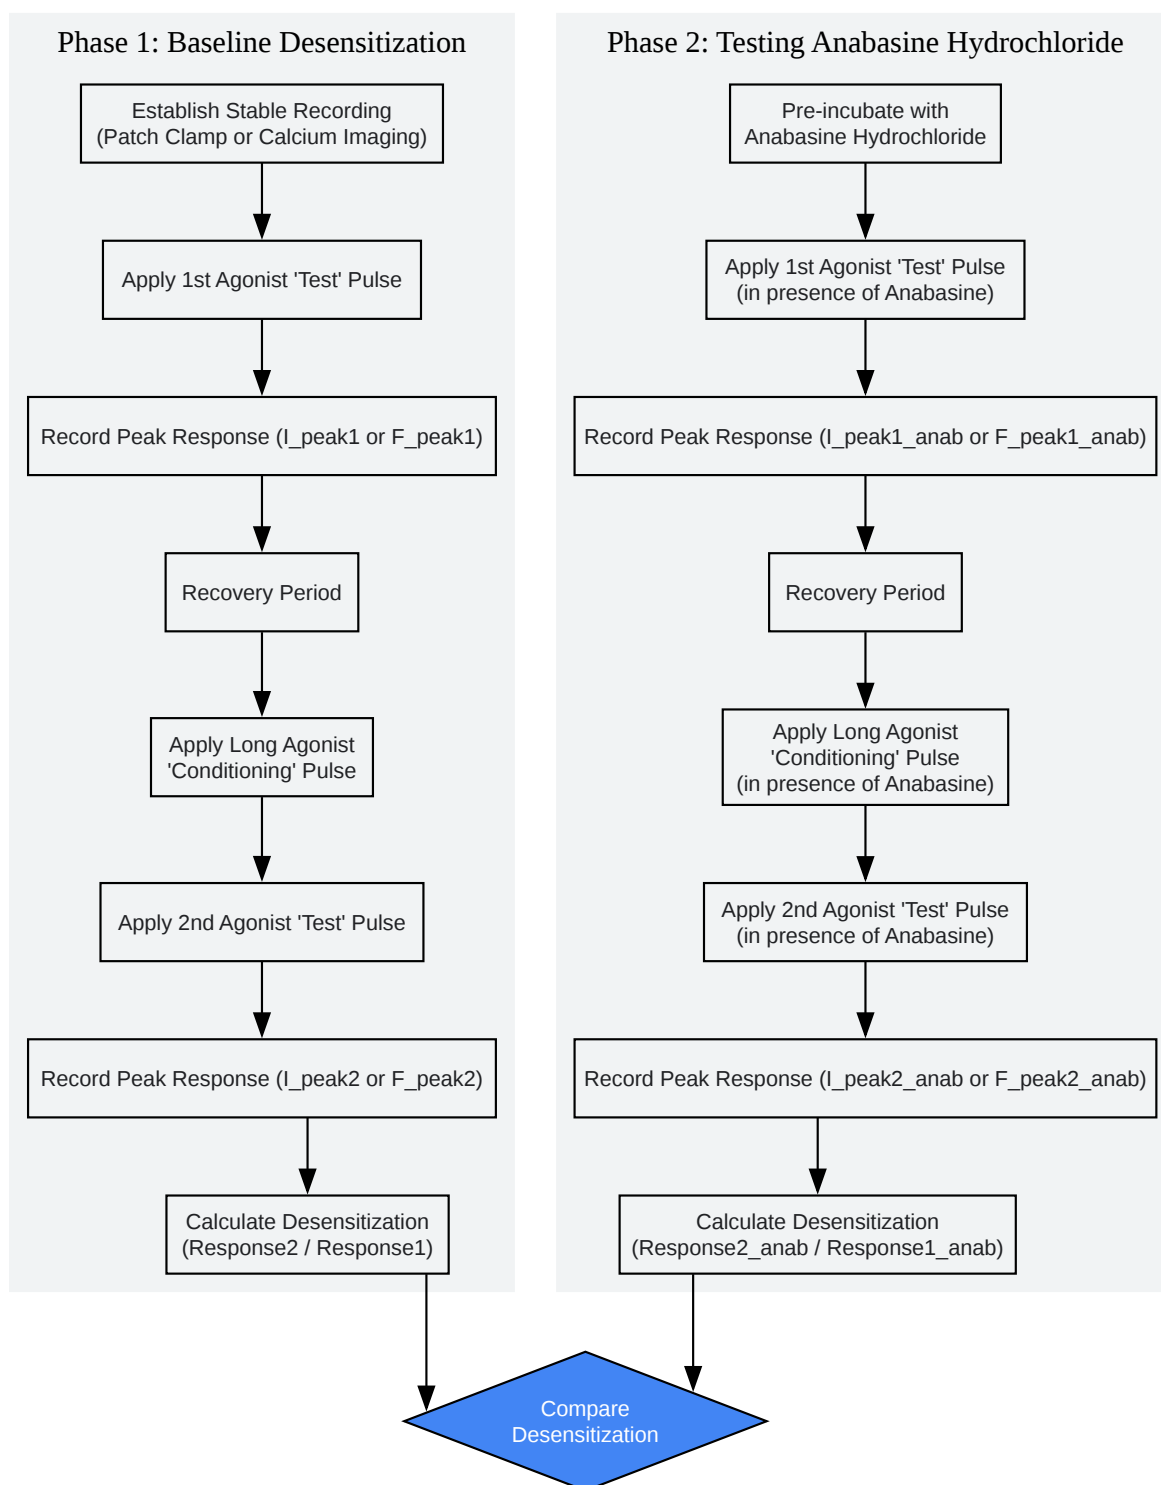 Phase 1: Baseline Desensitization
Establish Stable Recording
(Patch Clamp or Calcium Imaging)
Apply 1st Agonist 'Test' Pulse
Record Peak Response (I_peak1 or F_peak1)
Recovery Period
Apply Long Agonist
'Conditioning' Pulse
Apply 2nd Agonist 'Test' Pulse
Record Peak Response (I_peak2 or F_peak2)
Calculate Desensitization
(Response2 / Response1)
Phase 2: Testing Anabasine Hydrochloride
Pre-incubate with
Anabasine Hydrochloride
Apply 1st Agonist 'Test' Pulse
(in presence of Anabasine)
Record Peak Response (I_peak1_anab or F_peak1_anab)
Recovery Period
Apply Long Agonist
'Conditioning' Pulse
(in presence of Anabasine)
Apply 2nd Agonist 'Test' Pulse
(in presence of Anabasine)
Record Peak Response (I_peak2_anab or F_peak2_anab)
Calculate Desensitization
(Response2_anab / Response1_anab)
Compare
Desensitization